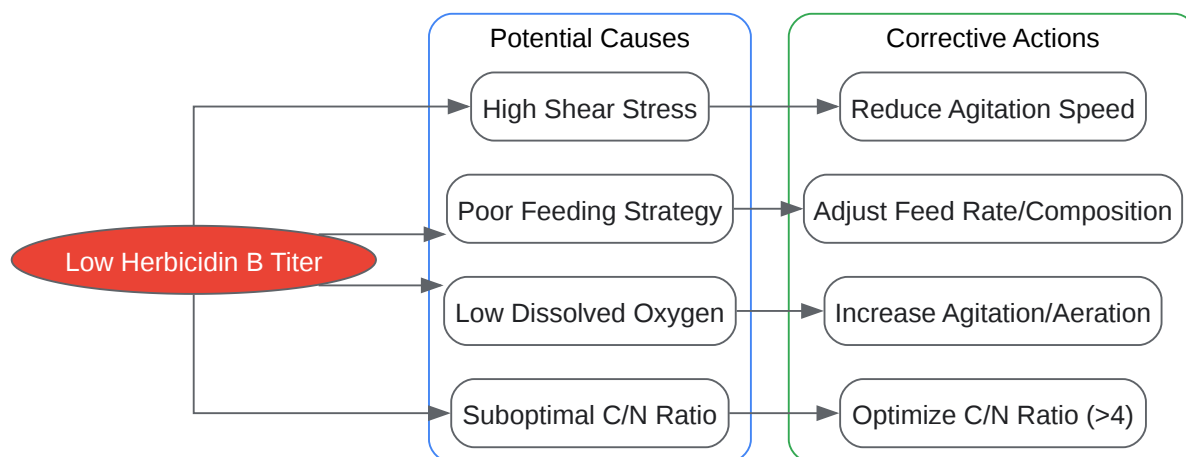 Potential Causes
Corrective Actions
High Shear Stress
Reduce Agitation Speed
Poor Feeding Strategy
Adjust Feed Rate/Composition
Low Herbicidin B Titer
Low Dissolved Oxygen
Increase Agitation/Aeration
Suboptimal C/N Ratio
Optimize C/N Ratio (>4)